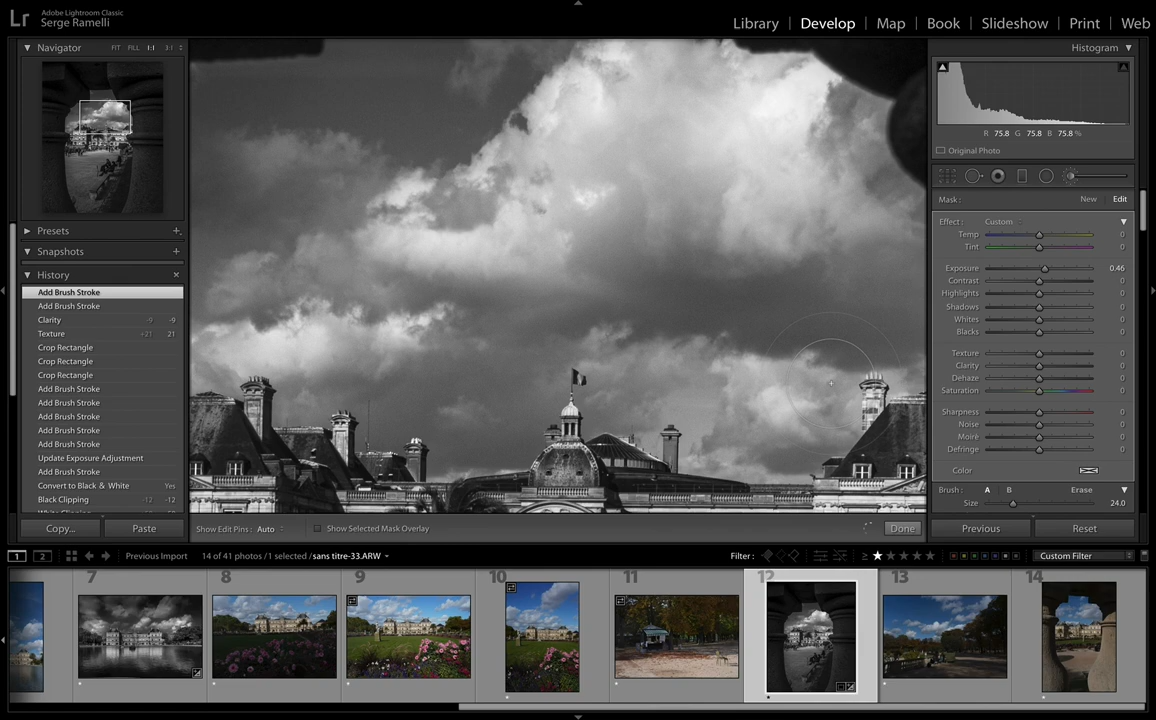 Lr Adobe Lightroom Classic
Serge Ramelli
Library | Develop | Map | Book | Slideshow | Print | Web
Navigator FIT FILL 1:1 3:1
Presets
Snapshots
History
Add Brush Stroke
Add Brush Stroke
Clarity -9 -9
Texture +21 21
Crop Rectangle
Crop Rectangle
Crop Rectangle
Add Brush Stroke
Add Brush Stroke
Add Brush Stroke
Add Brush Stroke
Add Brush Stroke
Update Exposure Adjustment
Add Brush Stroke
Convert to Black & White Yes
Black Clipping -12 -12
White Clipping
Copy... Paste
Show Edit Pins : Auto Show Selected Mask Overlay Done
Histogram
R 75.8 G 75.8 B 75.8 %
Original Photo
Mask : New Edit
Effect : Custom
Temp 0
Tint 0
Exposure 0.46
Contrast 0
Highlights 0
Shadows 0
Whites 0
Blacks 0
Texture 0
Clarity 0
Dehaze 0
Saturation 0
Sharpness 0
Noise 0
Moiré 0
Defringe 0
Color
Brush : A B Erase
Size 24.0
Previous Reset
1 2 Previous Import 14 of 41 photos / 1 selected / sans titre-33.ARW Filter : ≥ Custom Filter
7 8 9 10 11 12 13 14